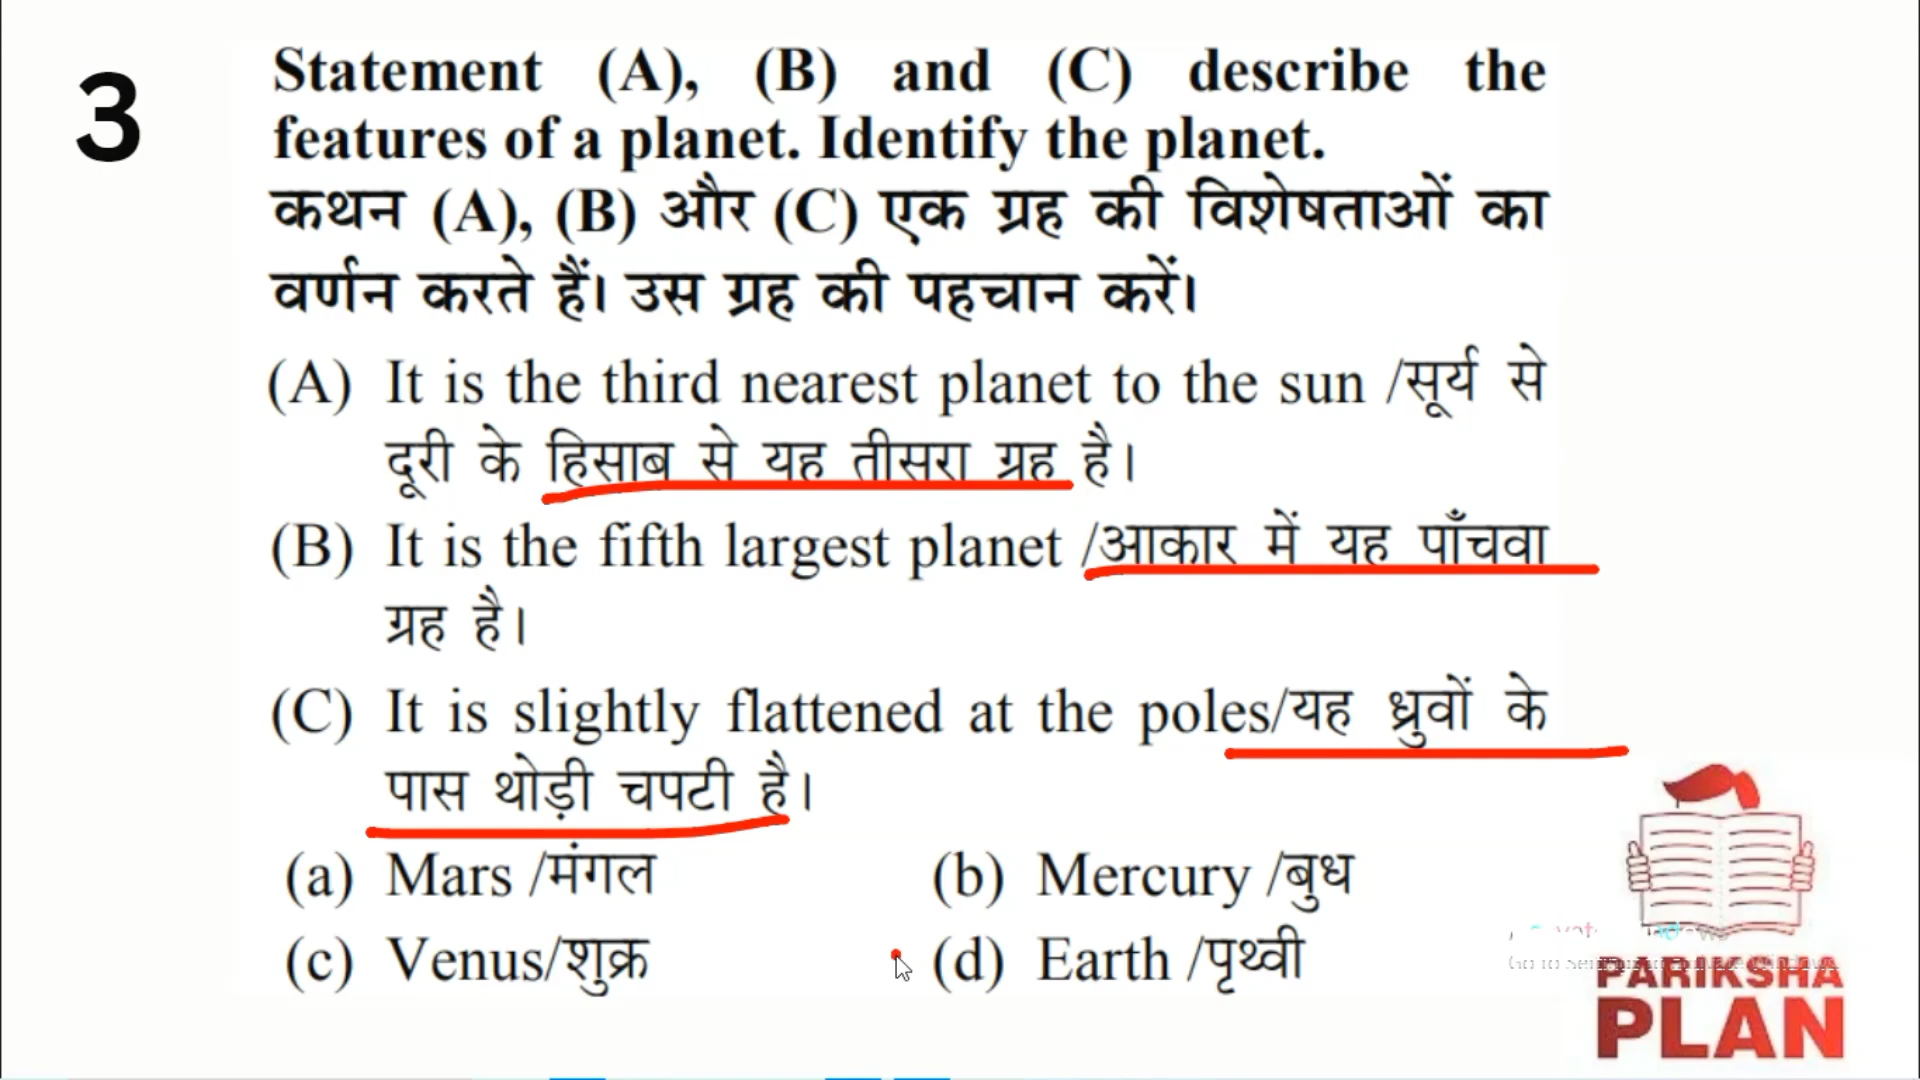 3
Statement (A), (B) and (C) describe the
features of a planet. Identify the planet.
कथन (A), (B) और (C) एक ग्रह की विशेषताओं का
वर्णन करते हैं। उस ग्रह की पहचान करें।
(A) It is the third nearest planet to the sun /सूर्य से
दूरी के हिसाब से यह तीसरा ग्रह है।
(B) It is the fifth largest planet /आकार में यह पाँचवा
ग्रह है।
(C) It is slightly flattened at the poles/यह ध्रुवों के
पास थोड़ी चपटी है।
(a) Mars /मंगल (b) Mercury /बुध
(c) Venus/शुक्र (d) Earth /पृथ्वी
PARIKSHA
PLAN